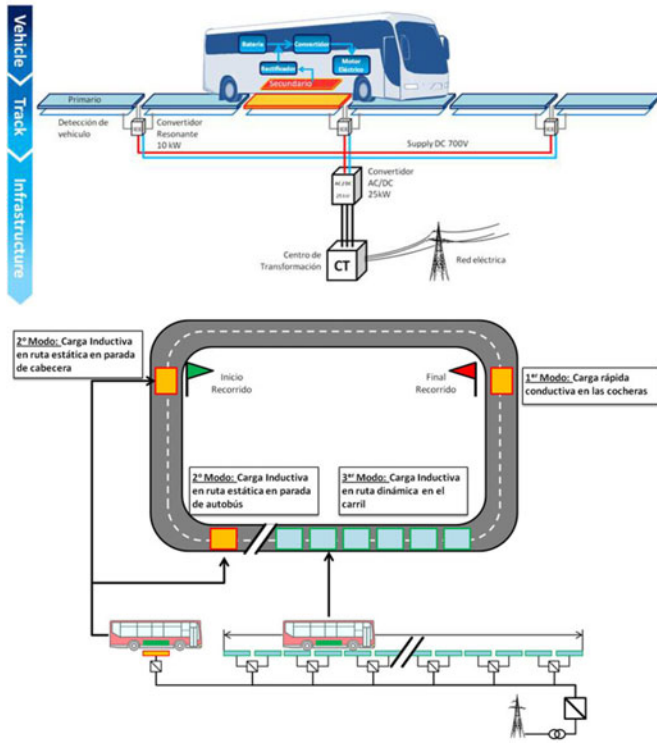 Vehicle
Track
Infrastructure
Batería
Convertidor
Rectificador
Motor
Eléctrico
Secundario
Primario
Detección de
vehículo
Convertidor
Resonante
10 kW
Supply DC 700V
Convertidor
AC/DC
25kW
AC/DC
Centro de
Transformación
CT
Red eléctrica
2º Modo: Carga Inductiva
en ruta estática en parada
de cabecera
Inicio
Recorrido
Final
Recorrido
1er Modo: Carga rápida
conductiva en las cocheras
2º Modo: Carga Inductiva
en ruta estática en parada
de autobús
3er Modo: Carga Inductiva
en ruta dinámica en el
carril